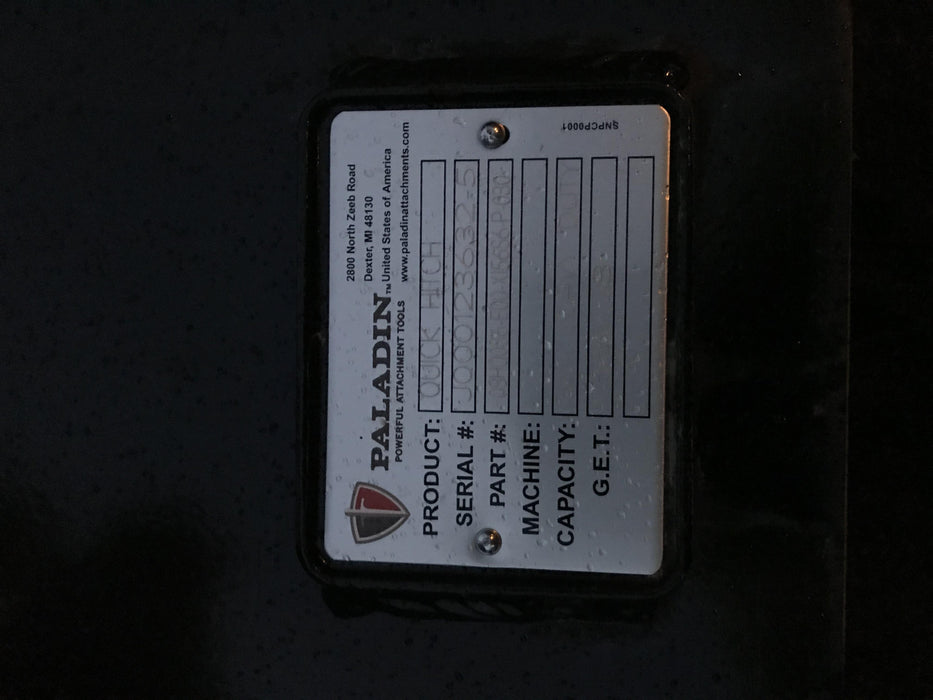 PALADIN™
POWERFUL ATTACHMENT TOOLS
2800 North Zeeb Road
Dexter, MI 48130
United States of America
www.paladinattachments.com
PRODUCT: QUICK HITCH
SERIAL #: J000123632.5
PART #:
MACHINE:
CAPACITY:
G.E.T.:
SNPCP0001